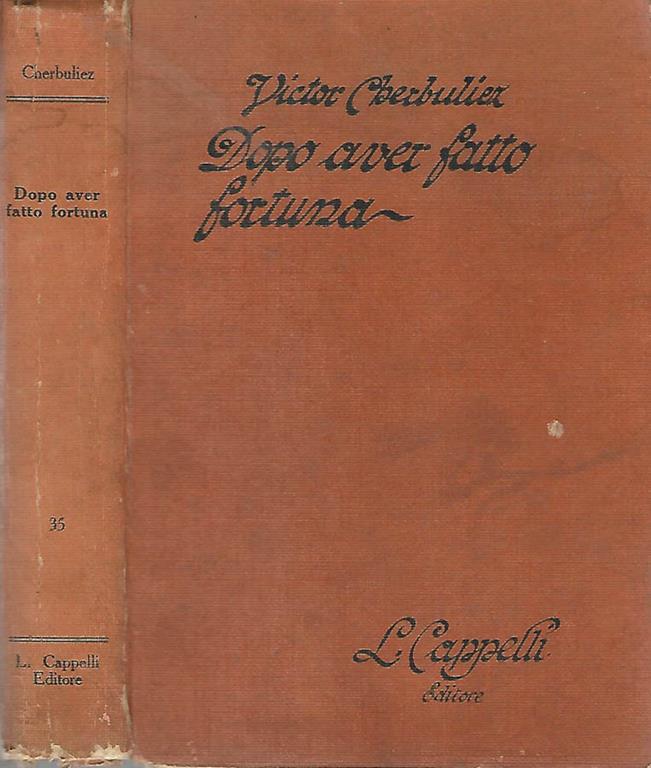 Cherbuliez
Dopo aver
fatto fortuna
35
L. Cappelli
Editore
Victor Cherbuliez
Dopo aver fatto
fortuna
L. Cappelli
Editore